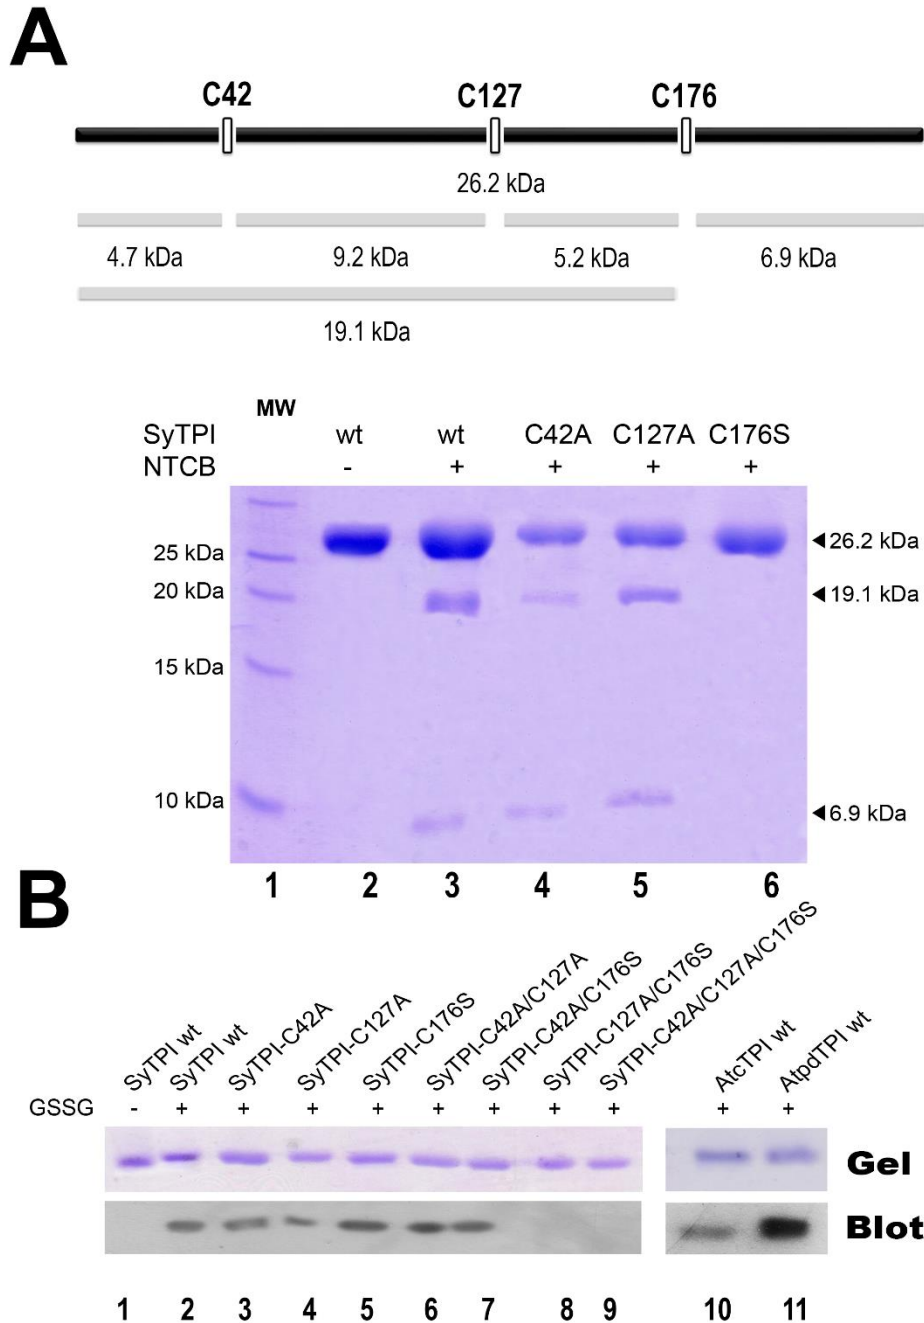 A
C42 C127 C176
26.2 kDa
4.7 kDa 9.2 kDa 5.2 kDa 6.9 kDa
19.1 kDa
MW
SyTPI wt wt C42A C127A C176S
NTCB - + + + +
25 kDa ◄26.2 kDa
20 kDa ◄19.1 kDa
15 kDa
10 kDa ◄6.9 kDa
1 2 3 4 5 6
B
SyTPI wt
SyTPI wt
SyTPI-C42A
SyTPI-C127A
SyTPI-C176S
SyTPI-C42A/C127A
SyTPI-C42A/C176S
SyTPI-C127A/C176S
SyTPI-C42A/C127A/C176S
AtcTPI wt
AtpdTPI wt
GSSG - + + + + + + + + + +
Gel
Blot
1 2 3 4 5 6 7 8 9 10 11